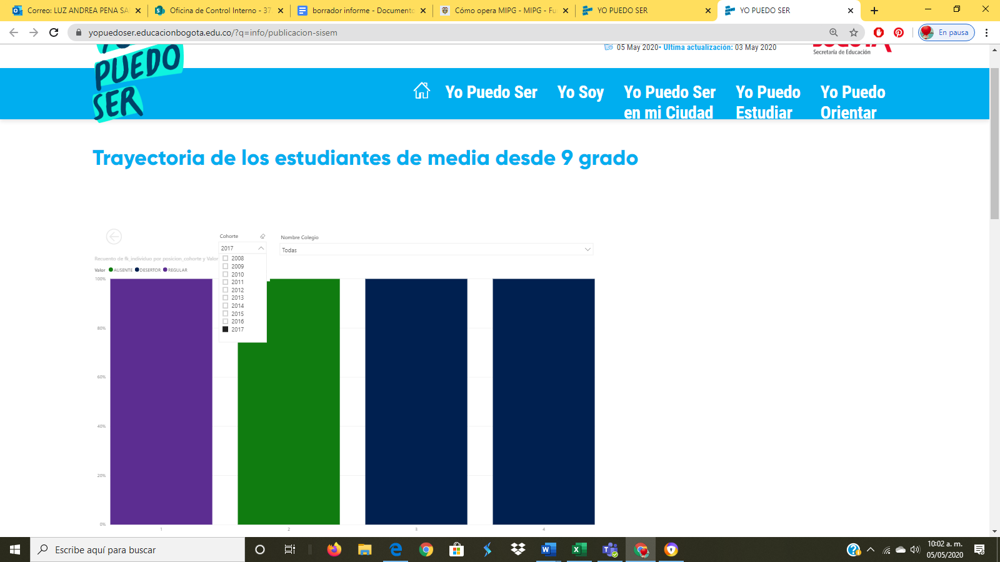 Correo: LUZ ANDREA PENA SA
Oficina de Control Interno - 37
borrador informe - Documento
Cómo opera MIPG - MIPG - Fu
YO PUEDO SER
YO PUEDO SER
yopuedoser.educacionbogota.edu.co/?q=info/publicacion-sisem
En pausa
05 May 2020• Última actualización: 03 May 2020
BOGOTÁ
Secretaría de Educación
YO
PUEDO
SER
Yo Puedo Ser
Yo Soy
Yo Puedo Ser
en mi Ciudad
Yo Puedo
Estudiar
Yo Puedo
Orientar
Trayectoria de los estudiantes de media desde 9 grado
Cohorte
Nombre Colegio
2017
Todas
2008
2009
2010
2011
2012
2013
2014
2015
2016
2017
Recuento de fk_individuo por posicion_cohorte y Valor
Valor AUSENTE DESERTOR REGULAR
100%
80%
60%
40%
20%
0%
1 2 3 4
Escribe aquí para buscar
10:02 a. m.
05/05/2020